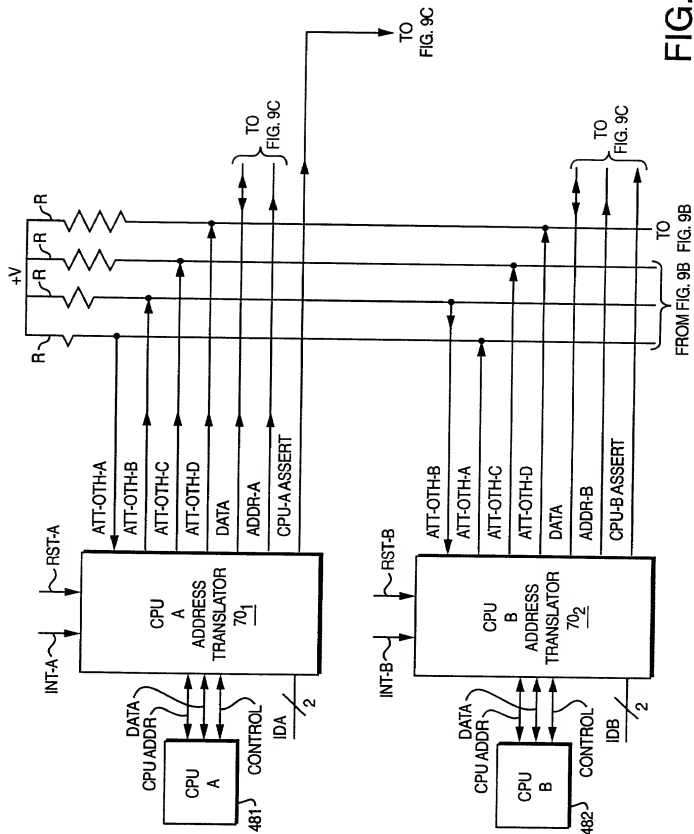 FIG.
+V
R
R
R
R
INT-A
RST-A
CPU
A
ADDRESS
TRANSLATOR
70₁
ATT-OTH-A
ATT-OTH-B
ATT-OTH-C
ATT-OTH-D
DATA
ADDR-A
CPU-A ASSERT
TO
FIG. 9C
TO
FIG. 9C
CPU
A
481
CPU ADDR
DATA
CONTROL
IDA
2
INT-B
RST-B
CPU
B
ADDRESS
TRANSLATOR
70₂
ATT-OTH-B
ATT-OTH-A
ATT-OTH-C
ATT-OTH-D
DATA
ADDR-B
CPU-B ASSERT
TO
FIG. 9C
CPU
B
482
CPU ADDR
DATA
CONTROL
IDB
2
FROM FIG. 9B
TO
FIG. 9B